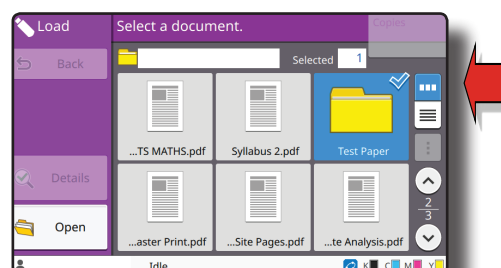 Load
Select a document.
Copies
Back
Selected 1
...TS MATHS.pdf
Syllabus 2.pdf
Test Paper
Details
2
3
Open
...aster Print.pdf
...Site Pages.pdf
...te Analysis.pdf
Idle
K C M Y